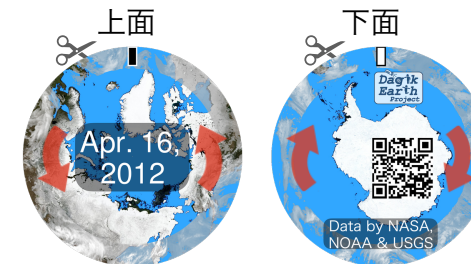 上面
下面
Apr. 16,
2012
Dagik
Earth
Project
Data by NASA,
NOAA & USGS